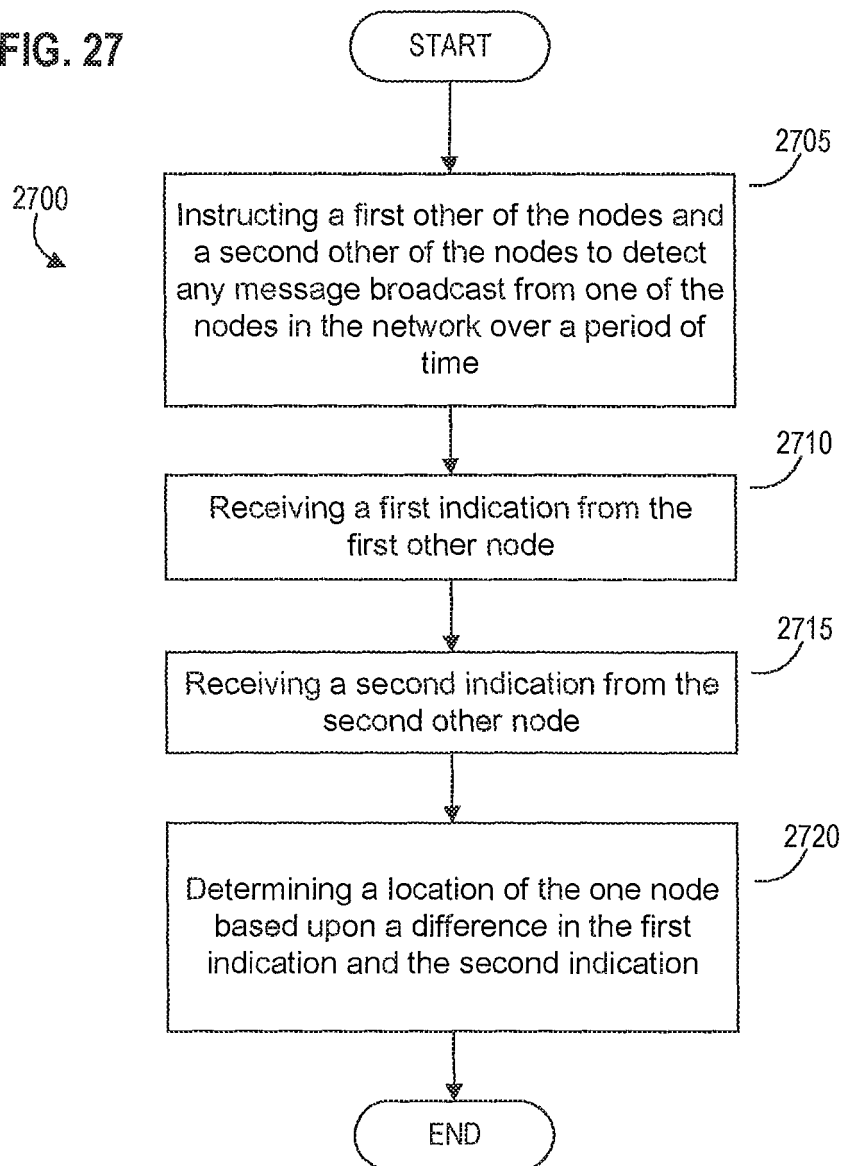 FIG. 27
START
2700
2705
Instructing a first other of the nodes and
a second other of the nodes to detect
any message broadcast from one of the
nodes in the network over a period of
time
2710
Receiving a first indication from the
first other node
2715
Receiving a second indication from the
second other node
2720
Determining a location of the one node
based upon a difference in the first
indication and the second indication
END